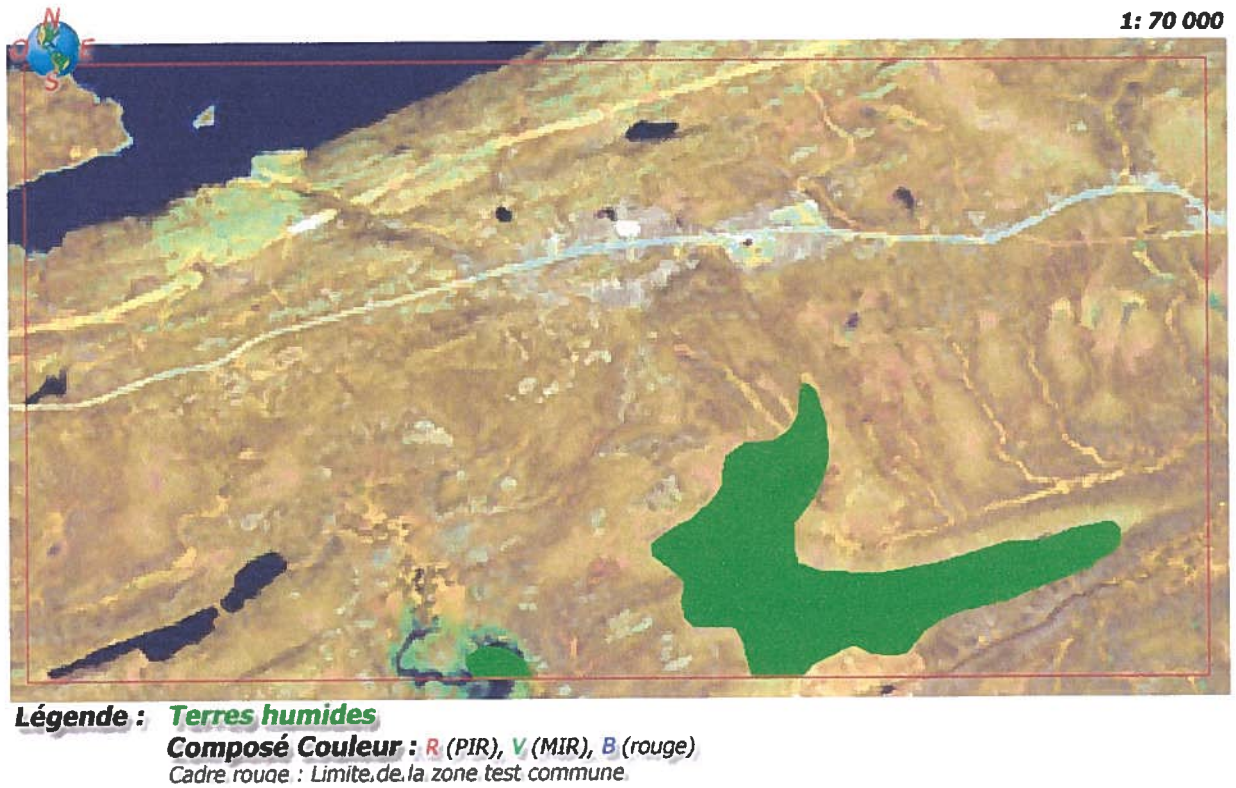 1: 70 000
N
O E
S
Légende : Terres humides
Composé Couleur : R (PIR), V (MIR), B (rouge)
Cadre rouge : Limite de la zone test commune